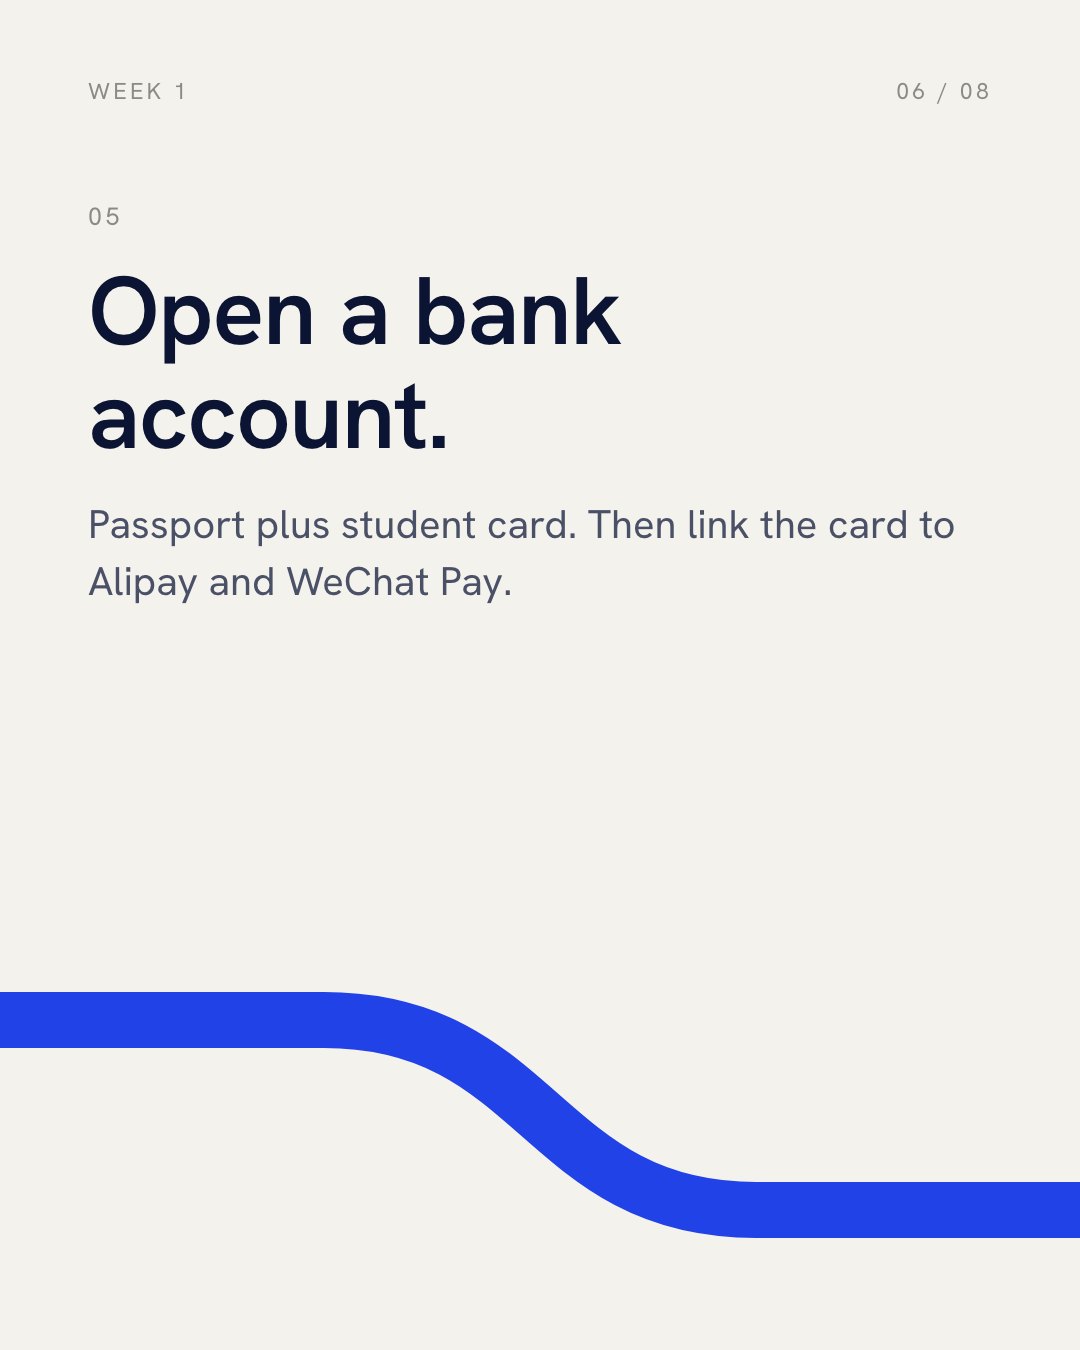 WEEK 1
06 / 08
05
Open a bank
account.
Passport plus student card. Then link the card to
Alipay and WeChat Pay.